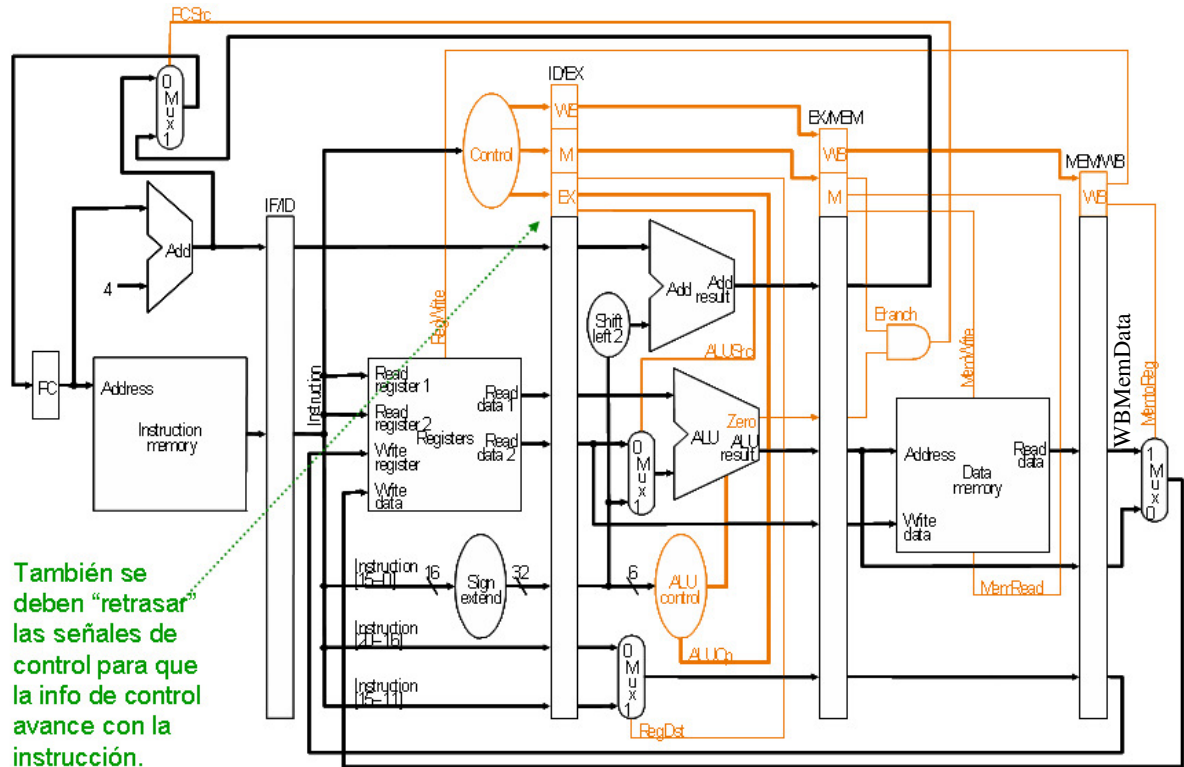 PCSrc
0
M
u
x
1
ID/EX
WB
M
EX
Control
EX/MEM
WB
M
MEM/WB
WB
IF/ID
Add
4
Add
Add
result
Shift
left 2
RegWrite
ALUSrc
Branch
MemWrite
WBMemData
MemtoReg
PC
Address
Instruction
memory
Instruction
Read
register 1
Read
register 2
Write
register
Write
data
Registers
Read
data 1
Read
data 2
0
M
u
x
1
ALU
Zero
ALU
result
Address
Write
data
Data
memory
Read
data
1
M
u
x
0
MemRead
Instruction
[15–0]
16
Sign
extend
32
6
ALU
control
ALUOp
Instruction
[20–16]
Instruction
[15–11]
0
M
u
x
1
RegDst
También se
deben “retrasar”
las señales de
control para que
la info de control
avance con la
instrucción.